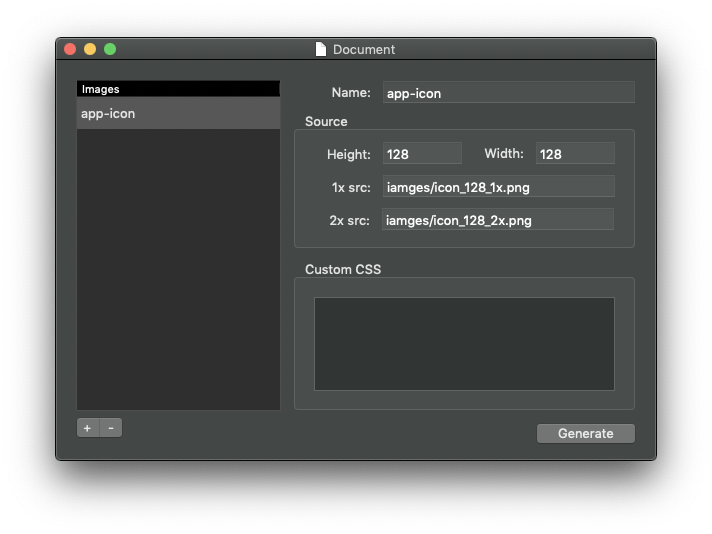 Document
Images
app-icon
Name: app-icon
Source
Height: 128 Width: 128
1x src: iamges/icon_128_1x.png
2x src: iamges/icon_128_2x.png
Custom CSS
+ -
Generate